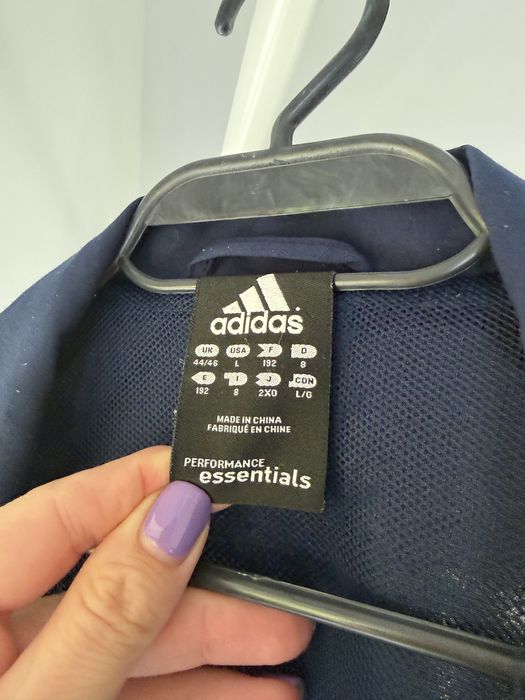 adidas
UK USA F D
44/46 L 192 8
E I J CDN
192 8 2XO L/G
MADE IN CHINA
FABRIQUÉ EN CHINE
PERFORMANCE
essentials